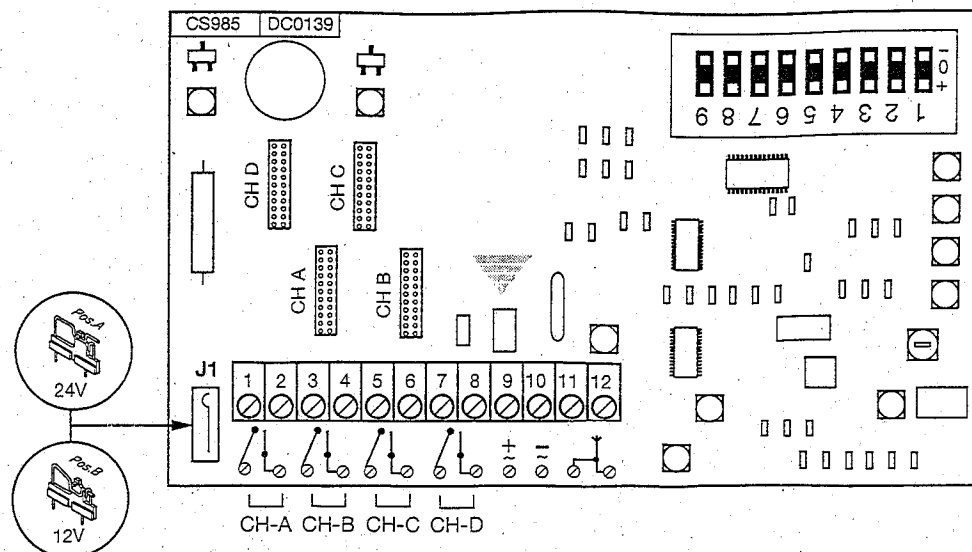 CS985 DC0139
- 0 +
9 8 7 6 5 4 3 2 1
CH D
CH C
CH A
CH B
Pos.A
24V
J1
1 2 3 4 5 6 7 8 9 10 11 12
+ ~
− ~
Pos.B
12V
CH-A CH-B CH-C CH-D